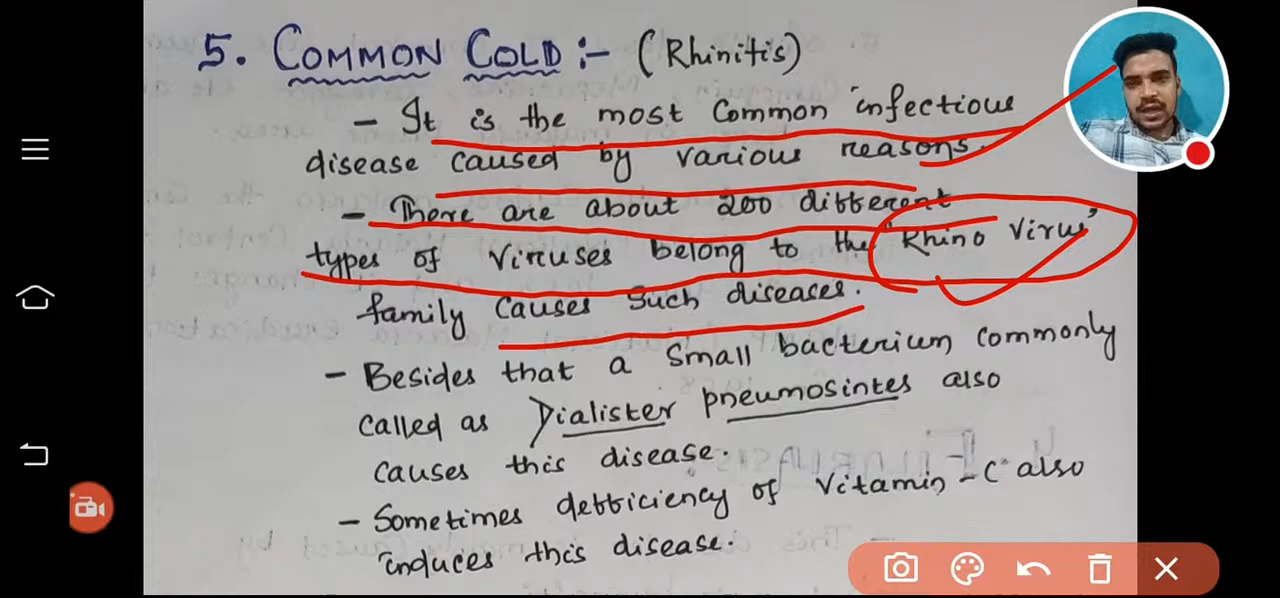 5. COMMON COLD :- (Rhinitis)
- It is the most common infectious
disease caused by various reasons.
- There are about 200 different
types of viruses belong to the 'Rhino virus'
family causes such diseases.
- Besides that a small bacterium commonly
called as Dialister pneumosintes also
causes this disease.
- Sometimes defficiency of vitamin-C also
induces this disease.